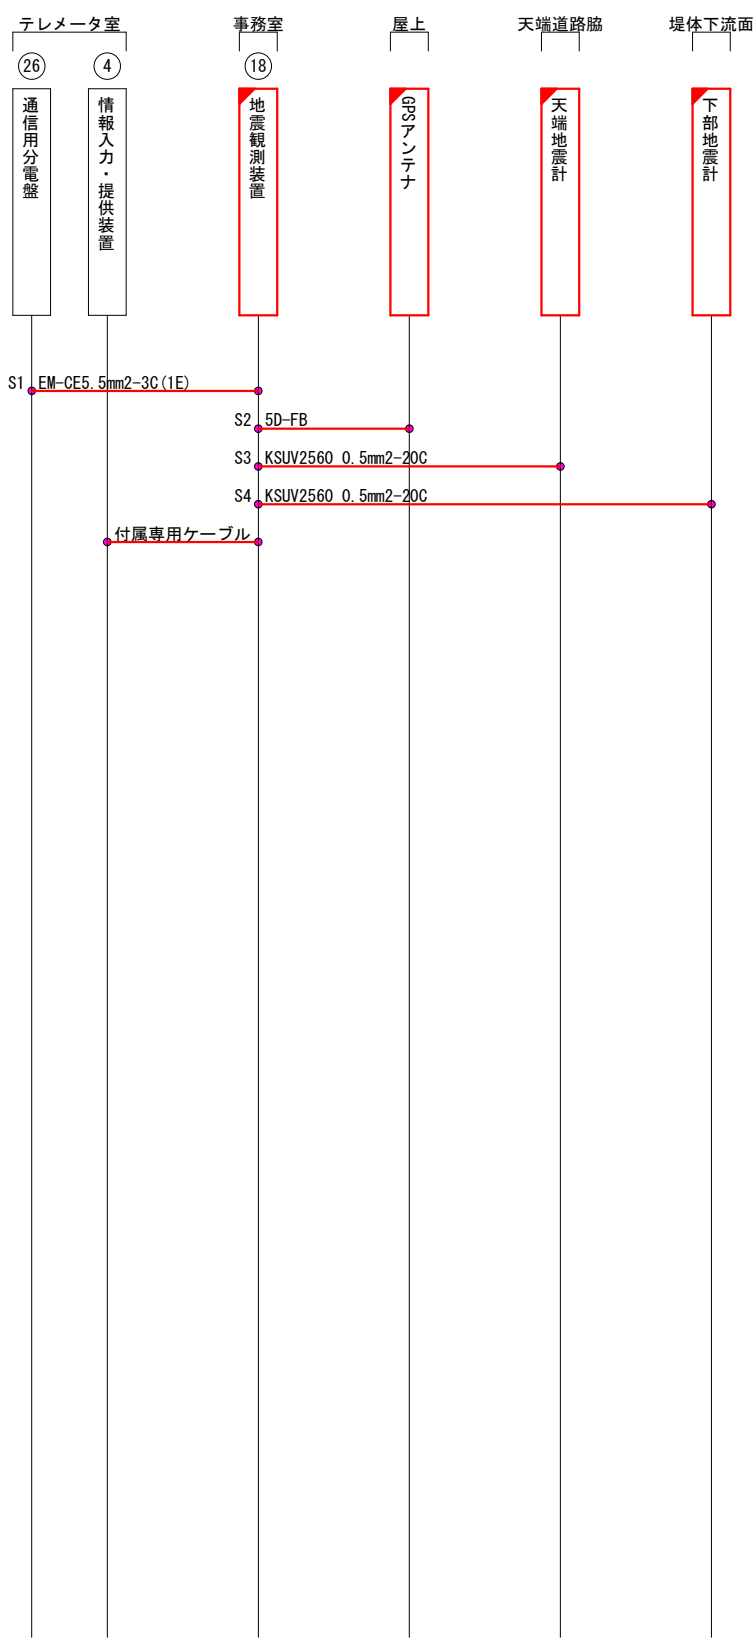 テレメータ室
事務室
屋上
天端道路脇
堤体下流面
26
4
18
通信用分電盤
情報入力・提供装置
地震観測装置
GPSアンテナ
天端地震計
下部地震計
S1 EM-CE5.5mm2-3C(1E)
S2 5D-FB
S3 KSUV2560 0.5mm2-20C
S4 KSUV2560 0.5mm2-20C
付属専用ケーブル